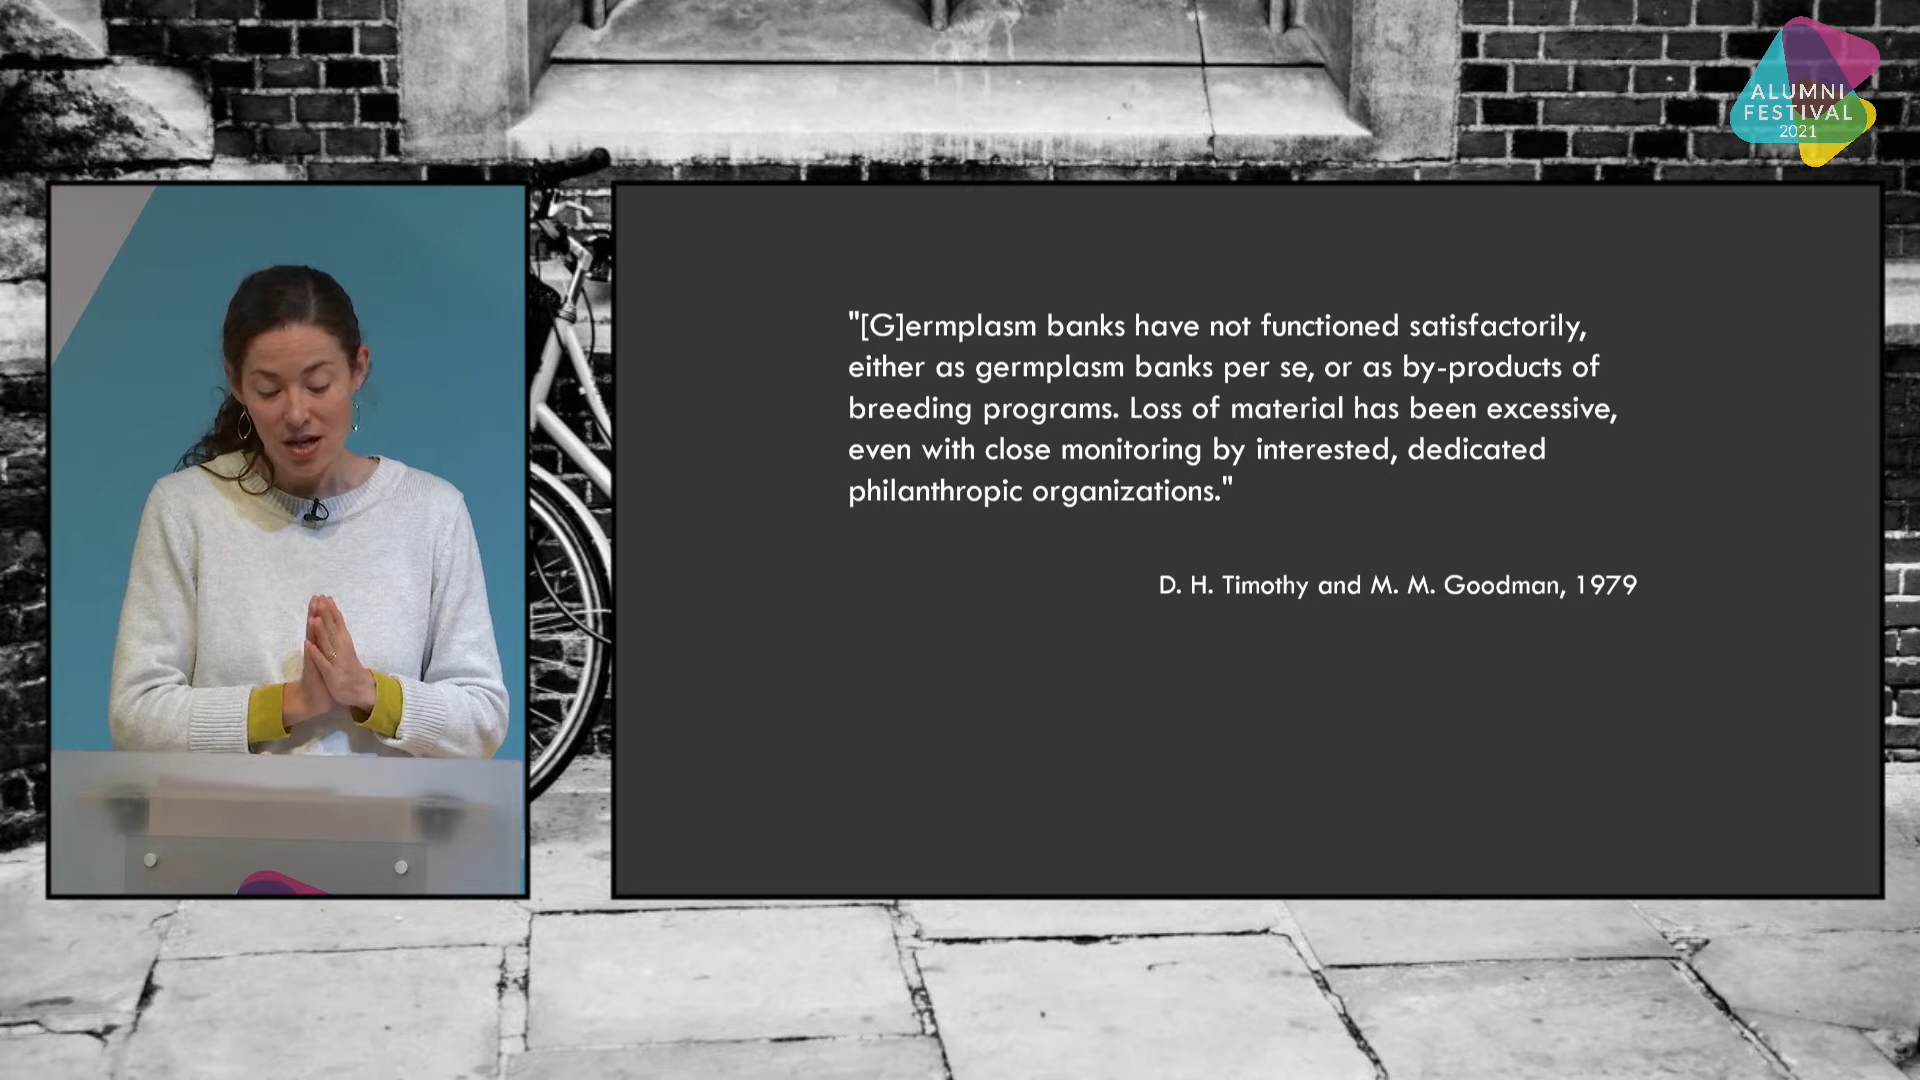 ALUMNI
FESTIVAL
2021
"[G]ermplasm banks have not functioned satisfactorily,
either as germplasm banks per se, or as by-products of
breeding programs. Loss of material has been excessive,
even with close monitoring by interested, dedicated
philanthropic organizations."
D. H. Timothy and M. M. Goodman, 1979